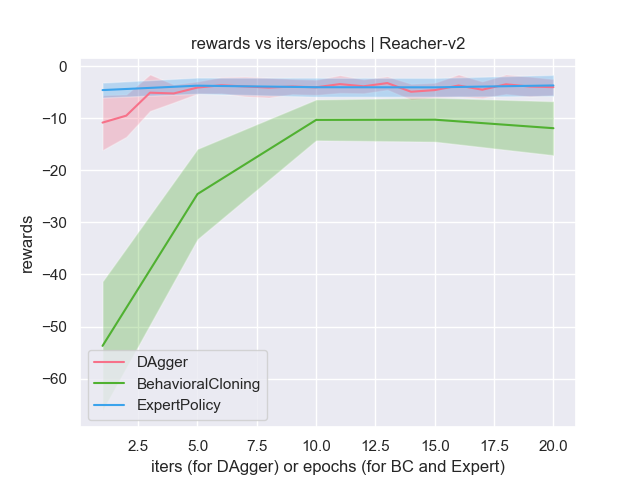 rewards vs iters/epochs | Reacher-v2
0
−10
−20
−30
−40
−50
−60
rewards
DAgger
BehavioralCloning
ExpertPolicy
2.5 5.0 7.5 10.0 12.5 15.0 17.5 20.0
iters (for DAgger) or epochs (for BC and Expert)